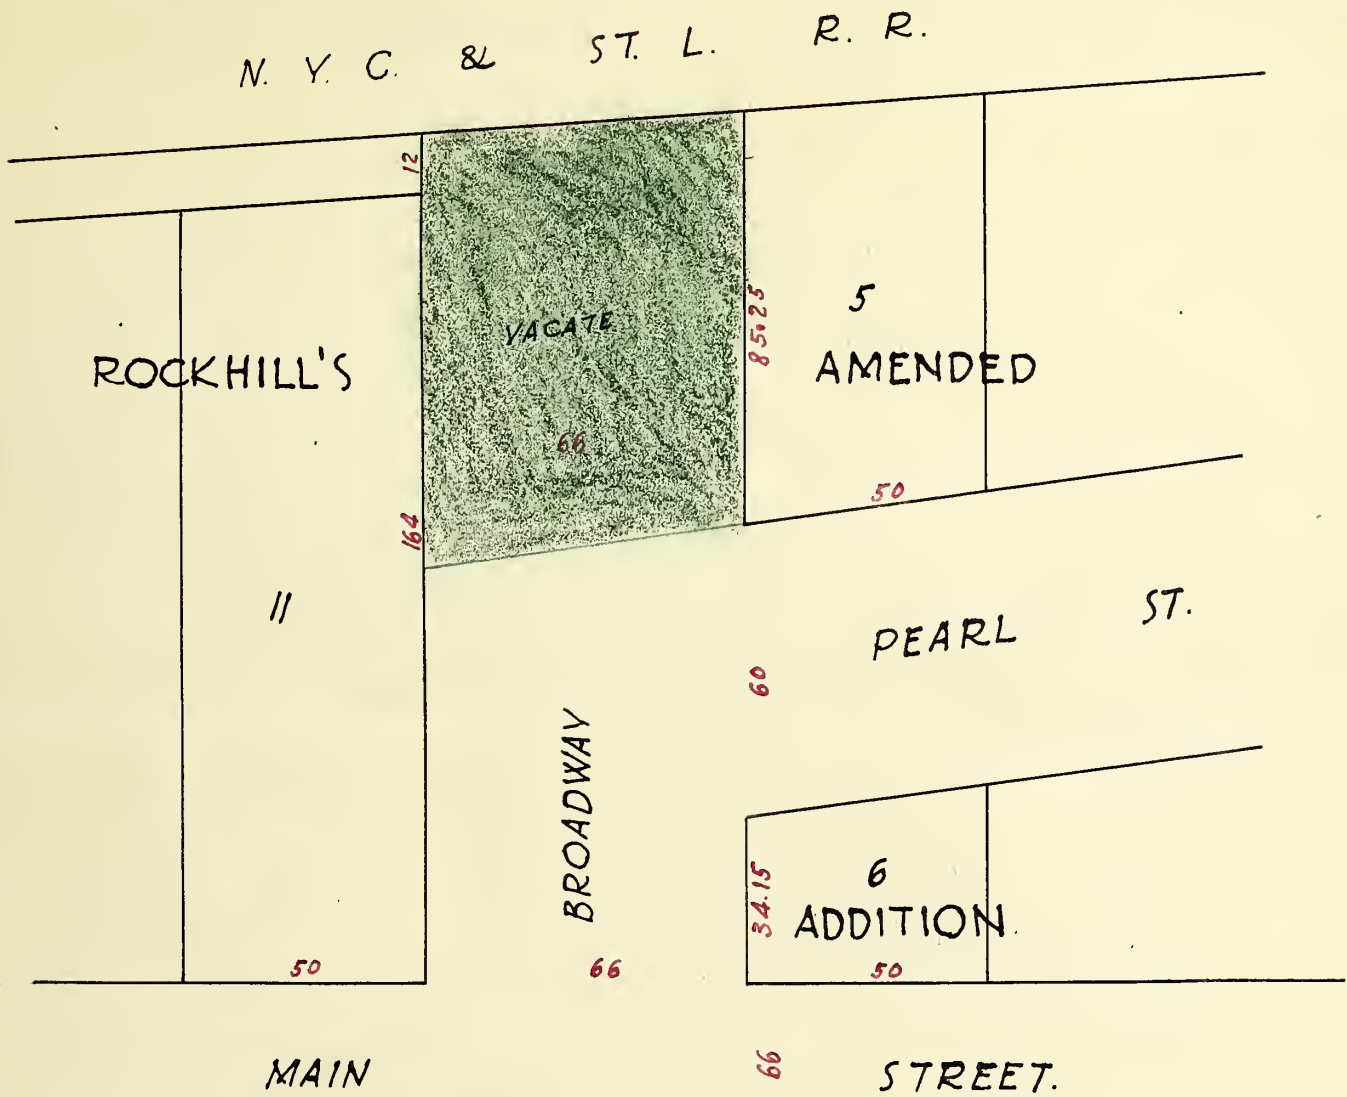 N. Y. C. & ST. L. R. R.
12
VACATE
85.25
5
ROCKHILL'S
AMENDED
66
50
164
11
PEARL ST.
60
BROADWAY
34.15
6
ADDITION
50
66
50
MAIN
66
STREET.